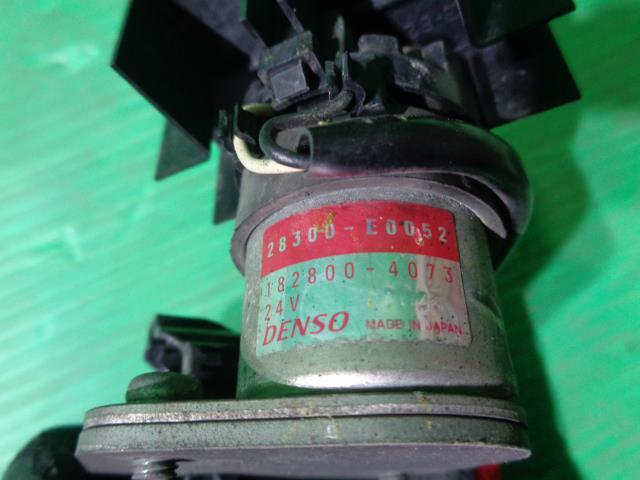 28300-E0052
182800-4073
24V
DENSO MADE IN JAPAN